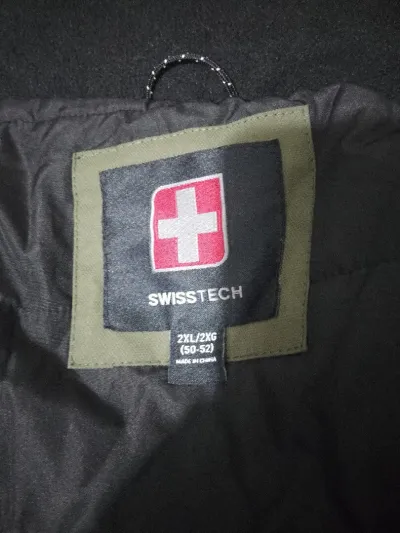 SWISSTECH
2XL/2XG
(50-52)
MADE IN CHINA